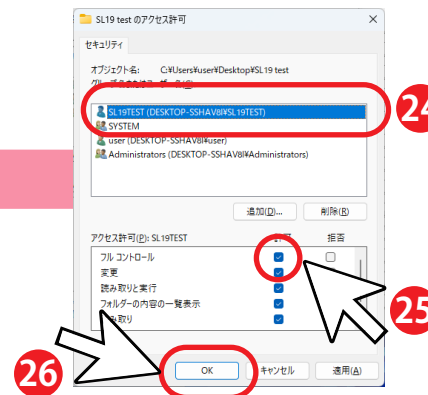 SL19 test のアクセス許可
セキュリティ
オブジェクト名: C:¥Users¥user¥Desktop¥SL19 test
SL19TEST (DESKTOP-SSHAV8I¥SL19TEST)
24
SYSTEM
user (DESKTOP-SSHAV8I¥user)
Administrators (DESKTOP-SSHAV8I¥Administrators)
追加(D)... 削除(R)
アクセス許可(P): SL19TEST 拒否
フル コントロール
変更
読み取りと実行
フォルダーの内容の一覧表示
み取り
25
26
OK キャンセル 適用(A)